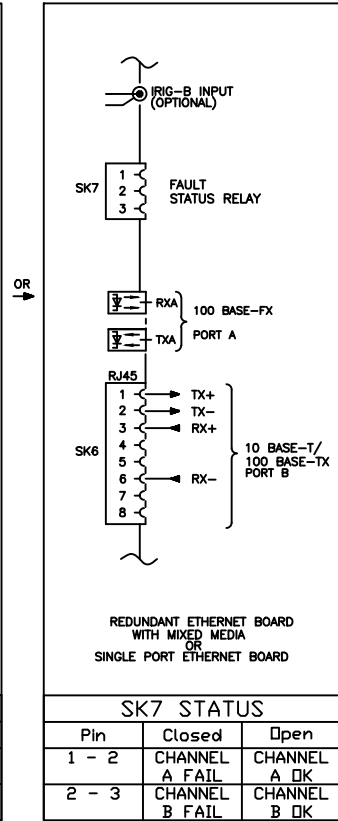 IRIG-B INPUT
(OPTIONAL)
SK7
1
2
3
FAULT
STATUS RELAY
OR
RXA
TXA
100 BASE-FX
PORT A
RJ45
SK6
1 TX+
2 TX-
3 RX+
4
5
6 RX-
7
8
10 BASE-T/
100 BASE-TX
PORT B
REDUNDANT ETHERNET BOARD
WITH MIXED MEDIA
OR
SINGLE PORT ETHERNET BOARD
SK7 STATUS
Pin Closed Open
1 - 2 CHANNEL A FAIL CHANNEL A OK
2 - 3 CHANNEL B FAIL CHANNEL B OK